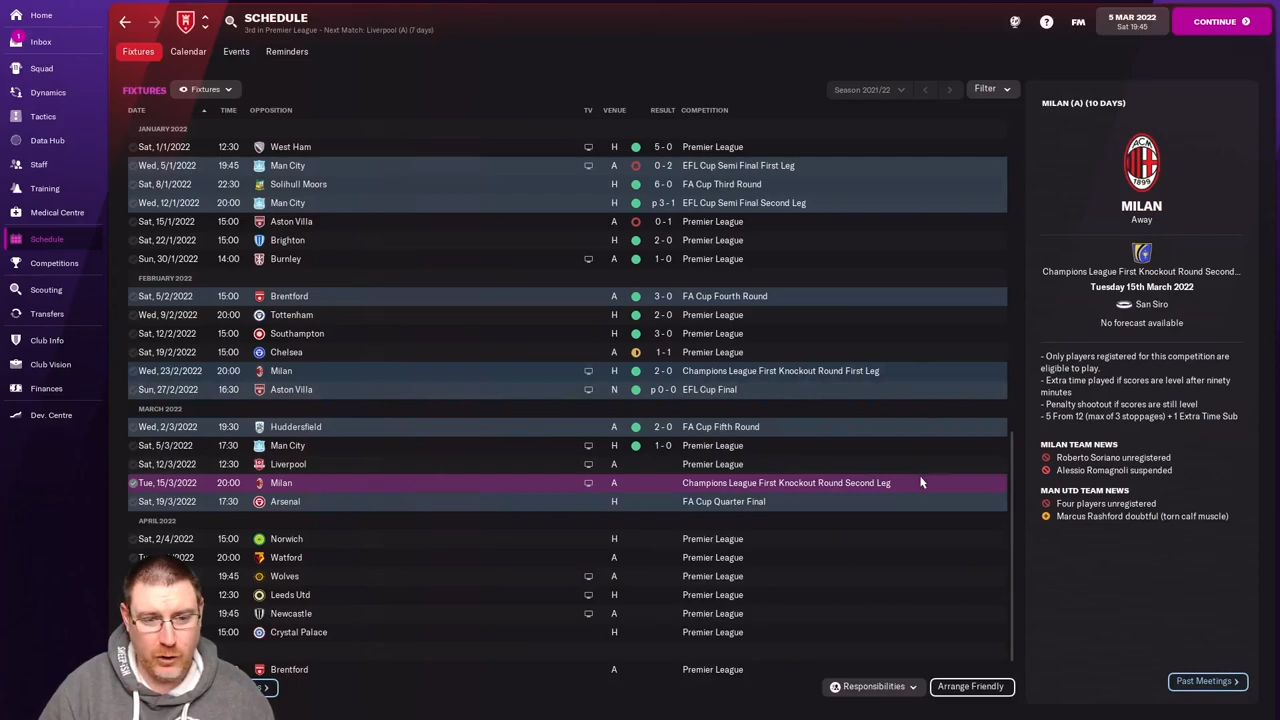 Home
SCHEDULE
3rd in Premier League - Next Match: Liverpool (A) (7 days)
FM
5 MAR 2022
Sat 19:45
CONTINUE
1
Inbox
Squad
Dynamics
Tactics
Data Hub
Staff
Training
Medical Centre
Schedule
Competitions
Scouting
Transfers
Club Info
Club Vision
Finances
Dev. Centre
Fixtures
Calendar
Events
Reminders
FIXTURES
Fixtures
Season 2021/22
Filter
DATE TIME OPPOSITION TV VENUE RESULT COMPETITION
JANUARY 2022
Sat, 1/1/2022 12:30 West Ham H 5 - 0 Premier League
Wed, 5/1/2022 19:45 Man City A 0 - 2 EFL Cup Semi Final First Leg
Sat, 8/1/2022 22:30 Solihull Moors H 6 - 0 FA Cup Third Round
Wed, 12/1/2022 20:00 Man City H p 3 - 1 EFL Cup Semi Final Second Leg
Sat, 15/1/2022 15:00 Aston Villa A 0 - 1 Premier League
Sat, 22/1/2022 15:00 Brighton H 2 - 0 Premier League
Sun, 30/1/2022 14:00 Burnley H 1 - 0 Premier League
FEBRUARY 2022
Sat, 5/2/2022 15:00 Brentford A 3 - 0 FA Cup Fourth Round
Wed, 9/2/2022 20:00 Tottenham H 2 - 0 Premier League
Sat, 12/2/2022 15:00 Southampton H 3 - 0 Premier League
Sat, 19/2/2022 15:00 Chelsea A 1 - 1 Premier League
Wed, 23/2/2022 20:00 Milan H 2 - 0 Champions League First Knockout Round First Leg
Sun, 27/2/2022 16:30 Aston Villa N p 0 - 0 EFL Cup Final
MARCH 2022
Wed, 2/3/2022 19:30 Huddersfield A 2 - 0 FA Cup Fifth Round
Sat, 5/3/2022 17:30 Man City H 1 - 0 Premier League
Sat, 12/3/2022 12:30 Liverpool A Premier League
Tue, 15/3/2022 20:00 Milan A Champions League First Knockout Round Second Leg
Sat, 19/3/2022 17:30 Arsenal H FA Cup Quarter Final
APRIL 2022
Sat, 2/4/2022 15:00 Norwich H Premier League
20:00 Watford A Premier League
19:45 Wolves A Premier League
12:30 Leeds Utd H Premier League
19:45 Newcastle A Premier League
15:00 Crystal Palace H Premier League
Brentford A Premier League
Responsibilities
Arrange Friendly
MILAN (A) (10 DAYS)
ACM
1899
MILAN
Away
Champions League First Knockout Round Second...
Tuesday 15th March 2022
San Siro
No forecast available
- Only players registered for this competition are
eligible to play.
- Extra time played if scores are level after ninety
minutes
- Penalty shootout if scores are still level
- 5 From 12 (max of 3 stoppages) + 1 Extra Time Sub
MILAN TEAM NEWS
Roberto Soriano unregistered
Alessio Romagnoli suspended
MAN UTD TEAM NEWS
Four players unregistered
Marcus Rashford doubtful (torn calf muscle)
Past Meetings